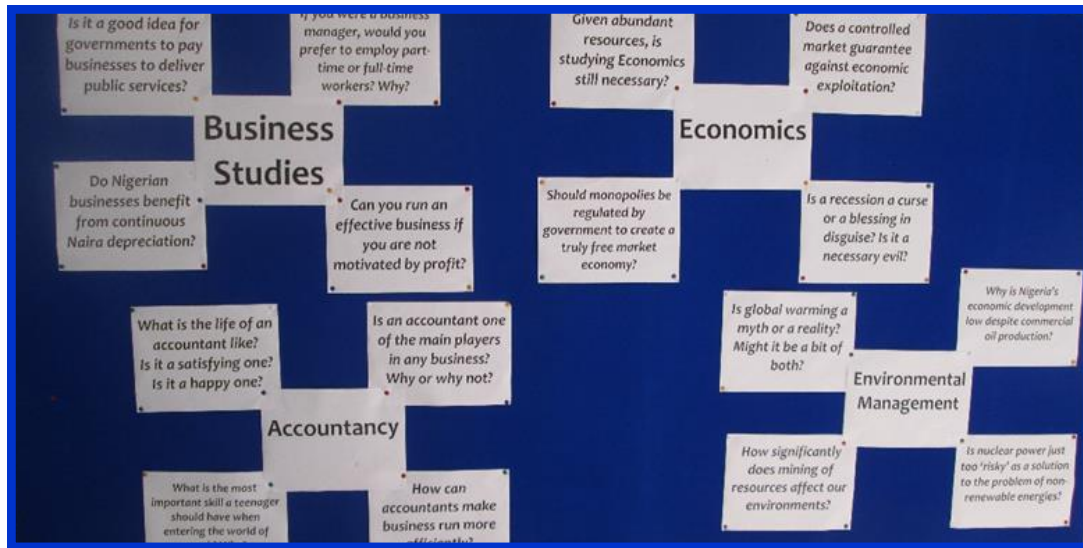 Is it a good idea for
governments to pay
businesses to deliver
public services?
If you were a business
manager, would you
prefer to employ part-
time or full-time
workers? Why?
Business
Studies
Do Nigerian
businesses benefit
from continuous
Naira depreciation?
Can you run an
effective business if
you are not
motivated by profit?
Given abundant
resources, is
studying Economics
still necessary?
Does a controlled
market guarantee
against economic
exploitation?
Economics
Should monopolies be
regulated by
government to create a
truly free market
economy?
Is a recession a curse
or a blessing in
disguise? Is it a
necessary evil?
What is the life of an
accountant like?
Is it a satisfying one?
Is it a happy one?
Is an accountant one
of the main players
in any business?
Why or why not?
Accountancy
What is the most
important skill a teenager
should have when
entering the world of
How can
accountants make
business run more
efficiently?
Is global warming a
myth or a reality?
Might it be a bit of
both?
Why is Nigeria's
economic development
low despite commercial
oil production?
Environmental
Management
How significantly
does mining of
resources affect our
environments?
Is nuclear power just
too 'risky' as a solution
to the problem of non-
renewable energies?